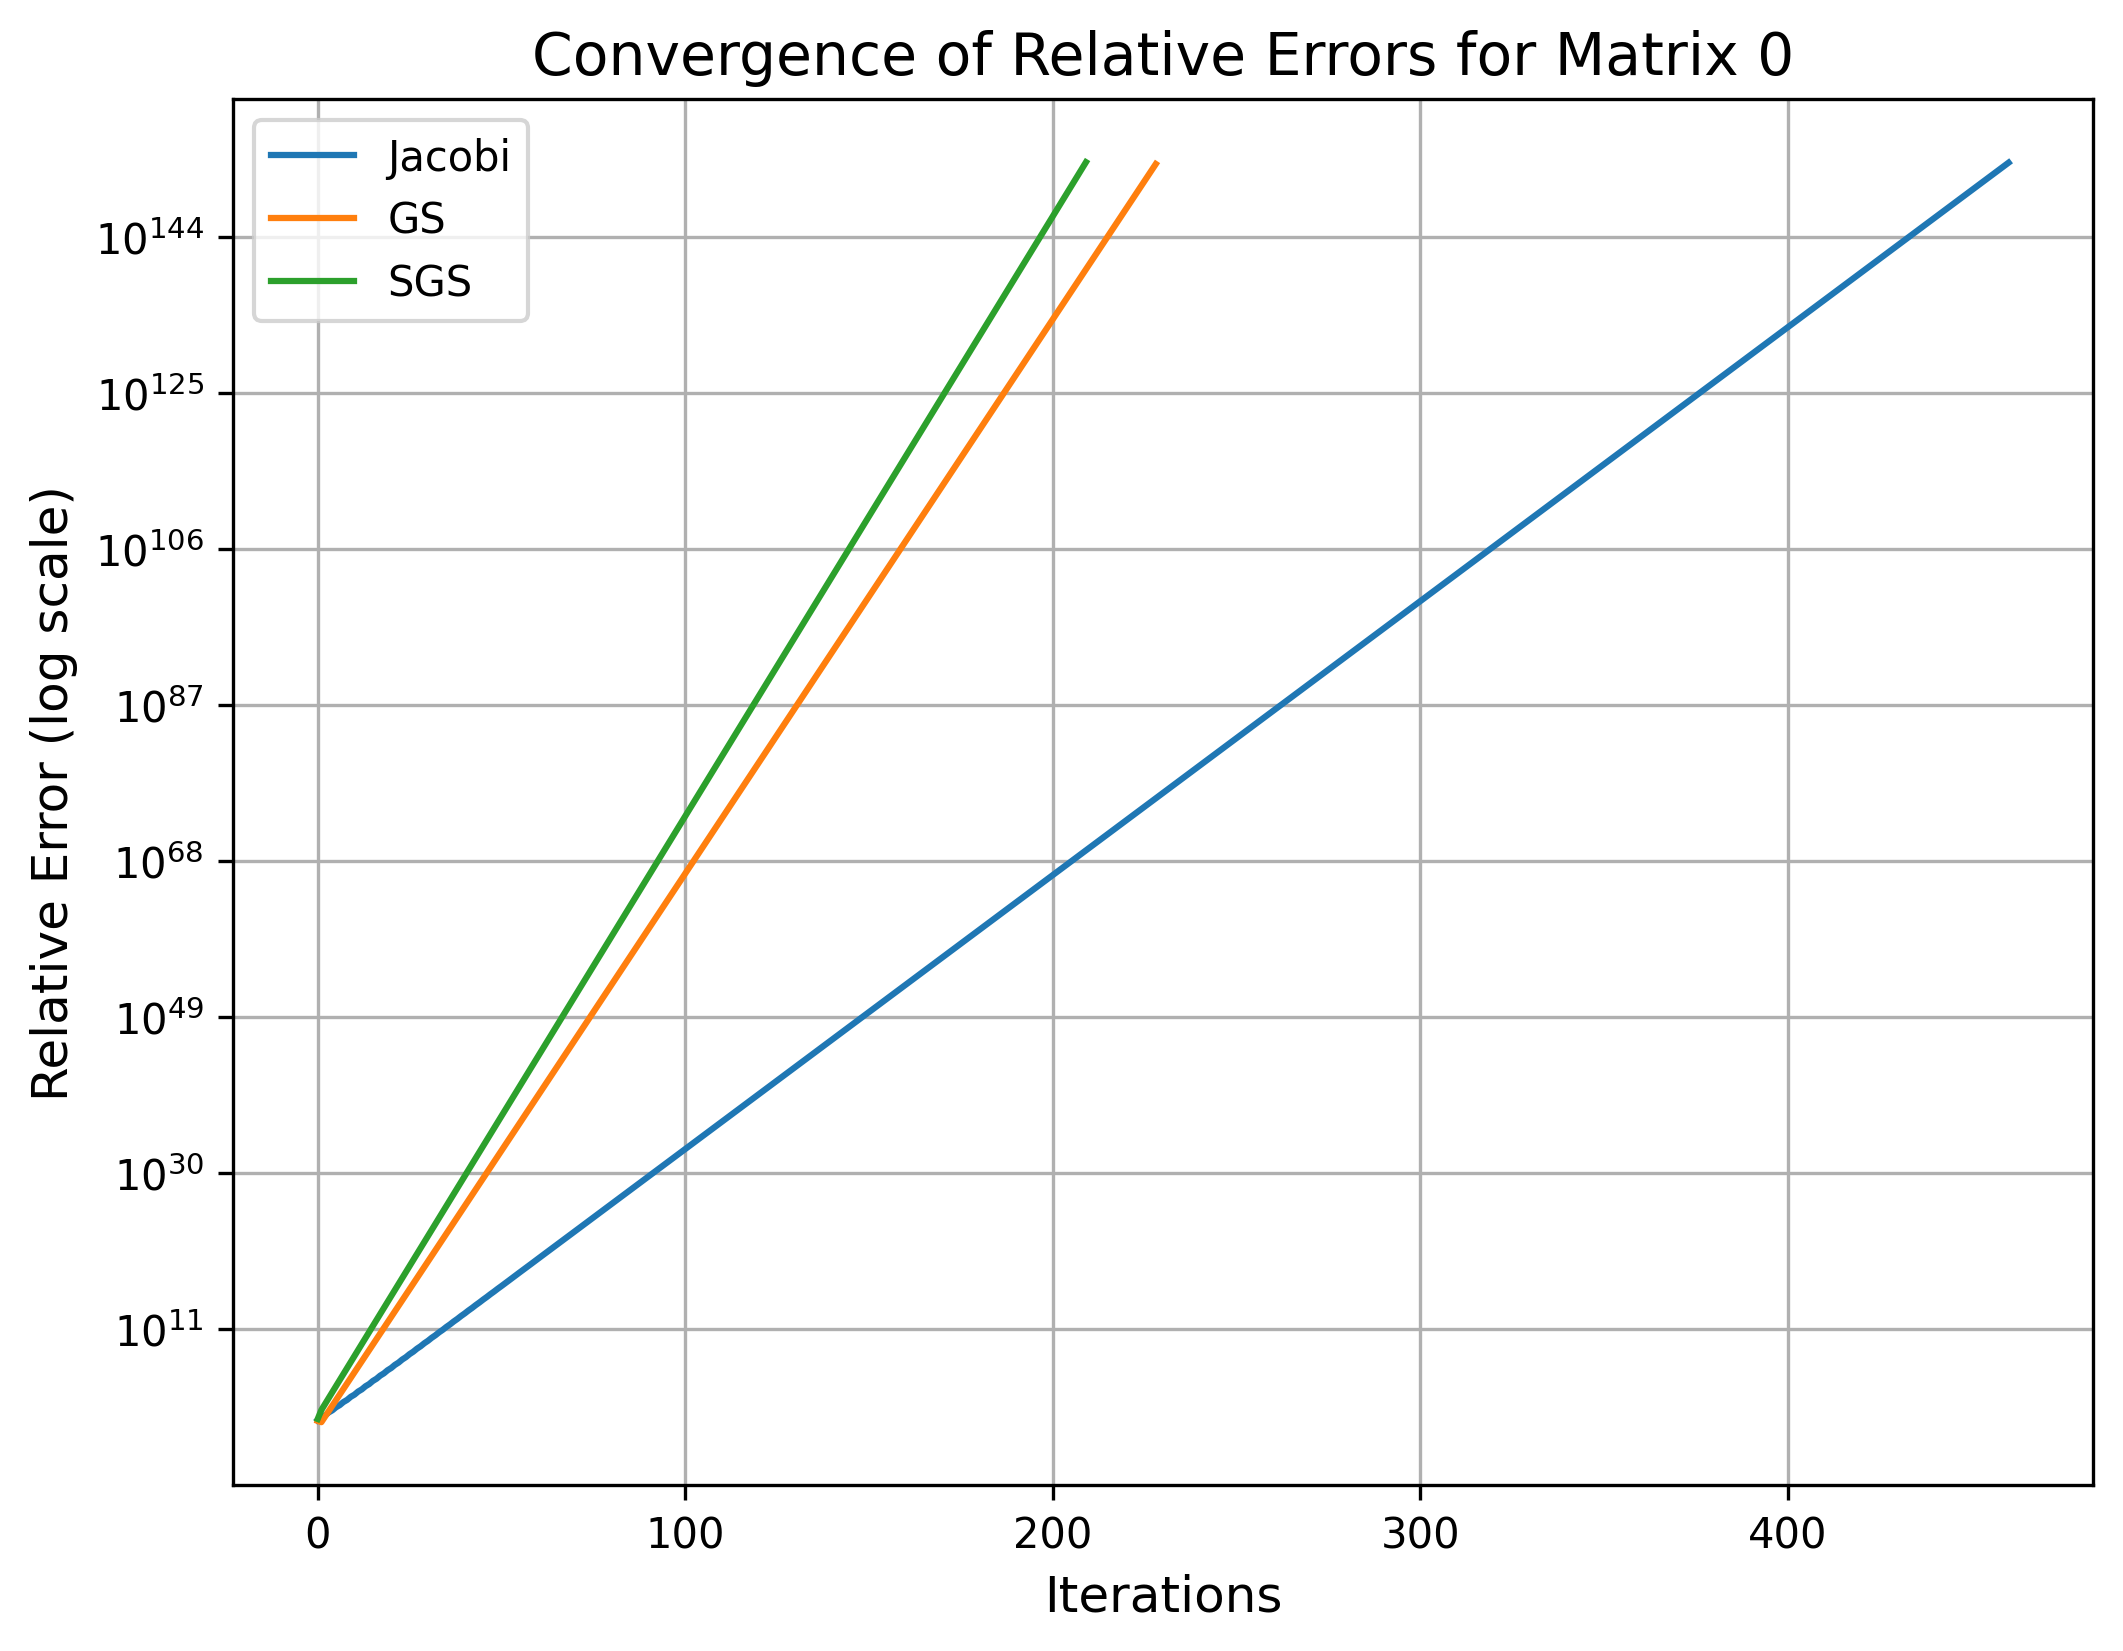 Convergence of Relative Errors for Matrix 0
Jacobi
GS
SGS
10^144
10^125
10^106
10^87
10^68
10^49
10^30
10^11
Relative Error (log scale)
0 100 200 300 400
Iterations